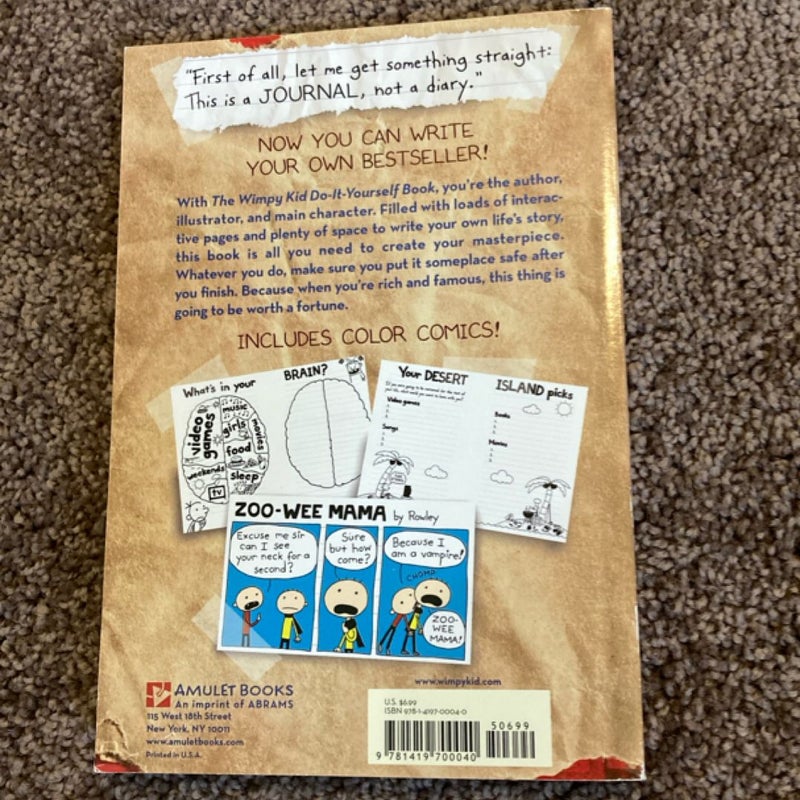 "First of all, let me get something straight:
This is a JOURNAL, not a diary."
NOW YOU CAN WRITE
YOUR OWN BESTSELLER!
With The Wimpy Kid Do-It-Yourself Book, you're the author,
illustrator, and main character. Filled with loads of interac-
tive pages and plenty of space to write your own life's story,
this book is all you need to create your masterpiece.
Whatever you do, make sure you put it someplace safe after
you finish. Because when you're rich and famous, this thing is
going to be worth a fortune.
INCLUDES COLOR COMICS!
What's in your BRAIN?
video games
music
girls
movies
food
weekends
sleep
TV
Your DESERT ISLAND picks
Video games
Songs
Books
Movies
ZOO-WEE MAMA by Rowley
Excuse me sir
can I see
your neck for a
second?
Sure
but how
come?
Because I
am a vampire!
CHOMP
ZOO-
WEE
MAMA!
AMULET BOOKS
An imprint of ABRAMS
115 West 18th Street
New York, NY 10011
www.amuletbooks.com
Printed in U.S.A.
www.wimpykid.com
U.S. $6.99
ISBN 978-1-4197-0004-0
50699
9 781419 700040